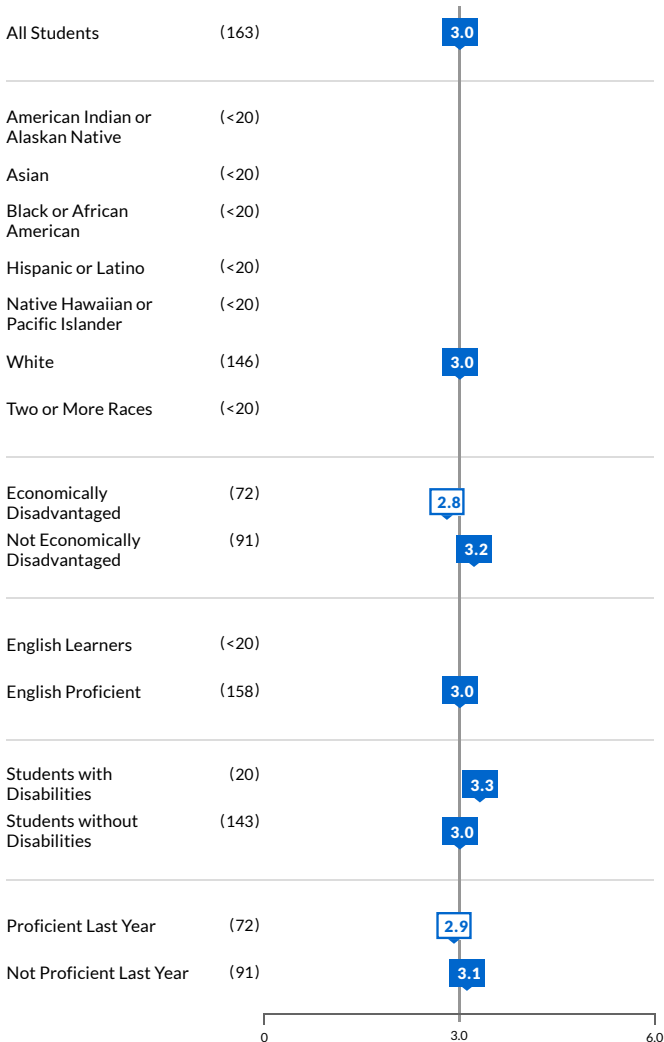 All Students (163) 3.0
American Indian or (<20)
Alaskan Native
Asian (<20)
Black or African (<20)
American
Hispanic or Latino (<20)
Native Hawaiian or (<20)
Pacific Islander
White (146) 3.0
Two or More Races (<20)
Economically (72) 2.8
Disadvantaged
Not Economically (91) 3.2
Disadvantaged
English Learners (<20)
English Proficient (158) 3.0
Students with (20) 3.3
Disabilities
Students without (143) 3.0
Disabilities
Proficient Last Year (72) 2.9
Not Proficient Last Year (91) 3.1
0 3.0 6.0